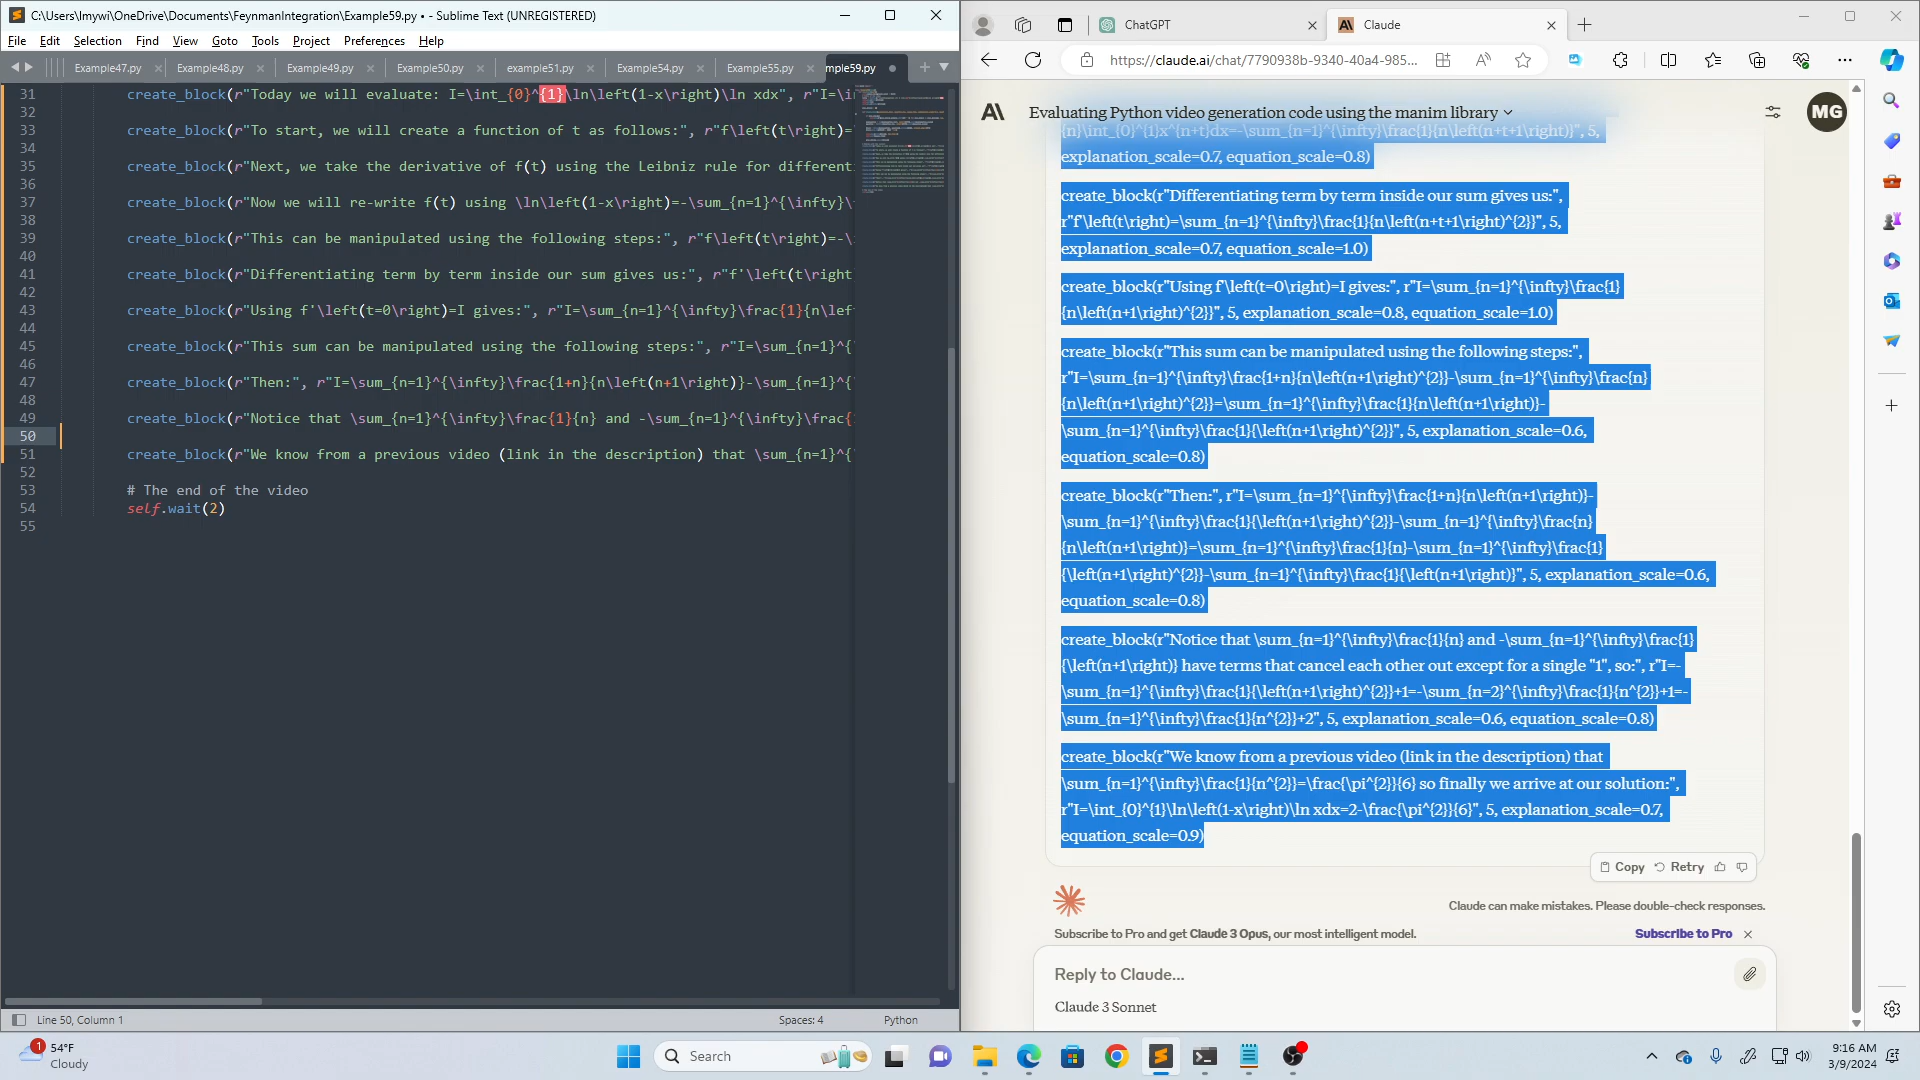 C:\Users\lmywi\OneDrive\Documents\FeynmanIntegration\Example59.py • - Sublime Text (UNREGISTERED)
File Edit Selection Find View Goto Tools Project Preferences Help
Example47.py Example48.py Example49.py Example50.py example51.py Example54.py Example55.py mple59.py
31 create_block(r"Today we will evaluate: I=\int_{0}^{1}\ln\left(1-x\right)\ln xdx", r"I=\i
32
33 create_block(r"To start, we will create a function of t as follows:", r"f\left(t\right)=
34
35 create_block(r"Next, we take the derivative of f(t) using the Leibniz rule for different
36
37 create_block(r"Now we will re-write f(t) using \ln\left(1-x\right)=-\sum_{n=1}^{\infty}\
38
39 create_block(r"This can be manipulated using the following steps:", r"f\left(t\right)=-\
40
41 create_block(r"Differentiating term by term inside our sum gives us:", r"f'\left(t\right
42
43 create_block(r"Using f'\left(t=0\right)=I gives:", r"I=\sum_{n=1}^{\infty}\frac{1}{n\lef
44
45 create_block(r"This sum can be manipulated using the following steps:", r"I=\sum_{n=1}^{
46
47 create_block(r"Then:", r"I=\sum_{n=1}^{\infty}\frac{1+n}{n\left(n+1\right)}-\sum_{n=1}^{
48
49 create_block(r"Notice that \sum_{n=1}^{\infty}\frac{1}{n} and -\sum_{n=1}^{\infty}\frac{
50
51 create_block(r"We know from a previous video (link in the description) that \sum_{n=1}^{
52
53 # The end of the video
54 self.wait(2)
55
Line 50, Column 1 Spaces: 4 Python
ChatGPT Claude
https://claude.ai/chat/7790938b-9340-40a4-985...
Evaluating Python video generation code using the manim library
MG
{n}\int_{0}^{1}x^{n+t}dx=-\sum_{n=1}^{\infty}\frac{1}{n\left(n+t+1\right)}", 5,
explanation_scale=0.7, equation_scale=0.8)
create_block(r"Differentiating term by term inside our sum gives us:",
r"f'\left(t\right)=\sum_{n=1}^{\infty}\frac{1}{n\left(n+t+1\right)^{2}}", 5,
explanation_scale=0.7, equation_scale=1.0)
create_block(r"Using f'\left(t=0\right)=I gives:", r"I=\sum_{n=1}^{\infty}\frac{1}
{n\left(n+1\right)^{2}}", 5, explanation_scale=0.8, equation_scale=1.0)
create_block(r"This sum can be manipulated using the following steps:",
r"I=\sum_{n=1}^{\infty}\frac{1+n}{n\left(n+1\right)^{2}}-\sum_{n=1}^{\infty}\frac{n}
{n\left(n+1\right)^{2}}=\sum_{n=1}^{\infty}\frac{1}{n\left(n+1\right)}-
\sum_{n=1}^{\infty}\frac{1}{\left(n+1\right)^{2}}", 5, explanation_scale=0.6,
equation_scale=0.8)
create_block(r"Then:", r"I=\sum_{n=1}^{\infty}\frac{1+n}{n\left(n+1\right)}-
\sum_{n=1}^{\infty}\frac{1}{\left(n+1\right)^{2}}-\sum_{n=1}^{\infty}\frac{n}
{n\left(n+1\right)}=\sum_{n=1}^{\infty}\frac{1}{n}-\sum_{n=1}^{\infty}\frac{1}
{\left(n+1\right)^{2}}-\sum_{n=1}^{\infty}\frac{1}{\left(n+1\right)}", 5, explanation_scale=0.6,
equation_scale=0.8)
create_block(r"Notice that \sum_{n=1}^{\infty}\frac{1}{n} and -\sum_{n=1}^{\infty}\frac{1}
{\left(n+1\right)} have terms that cancel each other out except for a single "1", so:", r"I=-
\sum_{n=1}^{\infty}\frac{1}{\left(n+1\right)^{2}}+1=-\sum_{n=2}^{\infty}\frac{1}{n^{2}}+1=-
\sum_{n=1}^{\infty}\frac{1}{n^{2}}+2", 5, explanation_scale=0.6, equation_scale=0.8)
create_block(r"We know from a previous video (link in the description) that
\sum_{n=1}^{\infty}\frac{1}{n^{2}}=\frac{\pi^{2}}{6} so finally we arrive at our solution:",
r"I=\int_{0}^{1}\ln\left(1-x\right)\ln xdx=2-\frac{\pi^{2}}{6}", 5, explanation_scale=0.7,
equation_scale=0.9)
Copy Retry
Claude can make mistakes. Please double-check responses.
Subscribe to Pro and get Claude 3 Opus, our most intelligent model. Subscribe to Pro
Reply to Claude...
Claude 3 Sonnet
1 54°F
Cloudy
Search
9:16 AM
3/9/2024